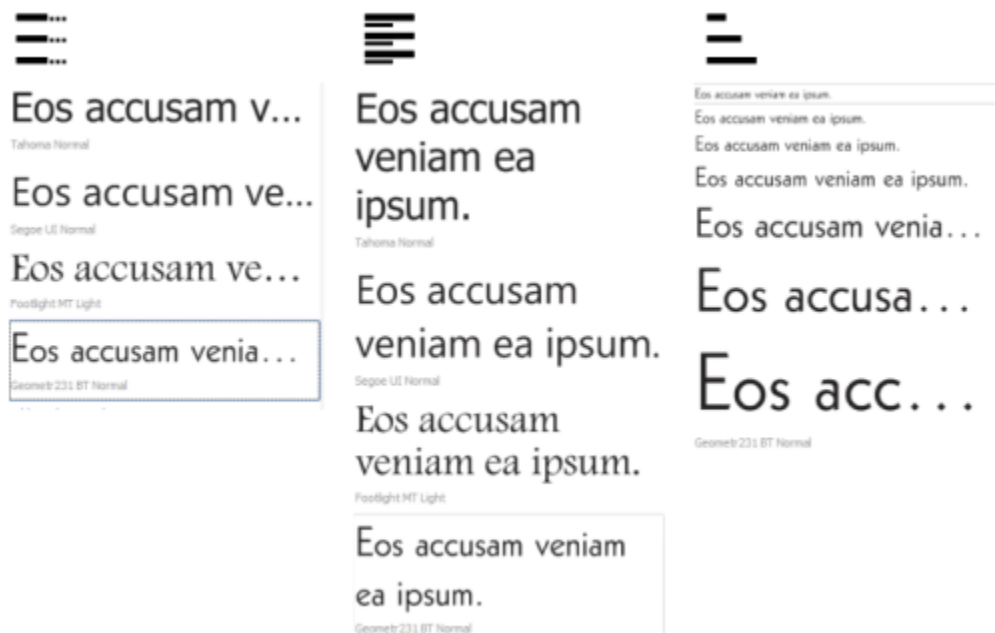 Eos accusam v...
Tahoma Normal
Eos accusam ve...
Segoe UI Normal
Eos accusam ve...
Footlight MT Light
Eos accusam venia...
Geometr231 BT Normal
Eos accusam
veniam ea
ipsum.
Tahoma Normal
Eos accusam
veniam ea ipsum.
Segoe UI Normal
Eos accusam
veniam ea ipsum.
Footlight MT Light
Eos accusam veniam
ea ipsum.
Geometr231 BT Normal
Eos accusam veniam ea ipsum.
Eos accusam veniam ea ipsum.
Eos accusam veniam ea ipsum.
Eos accusam veniam ea ipsum.
Eos accusam venia...
Eos accusa...
Eos acc...
Geometr231 BT Normal